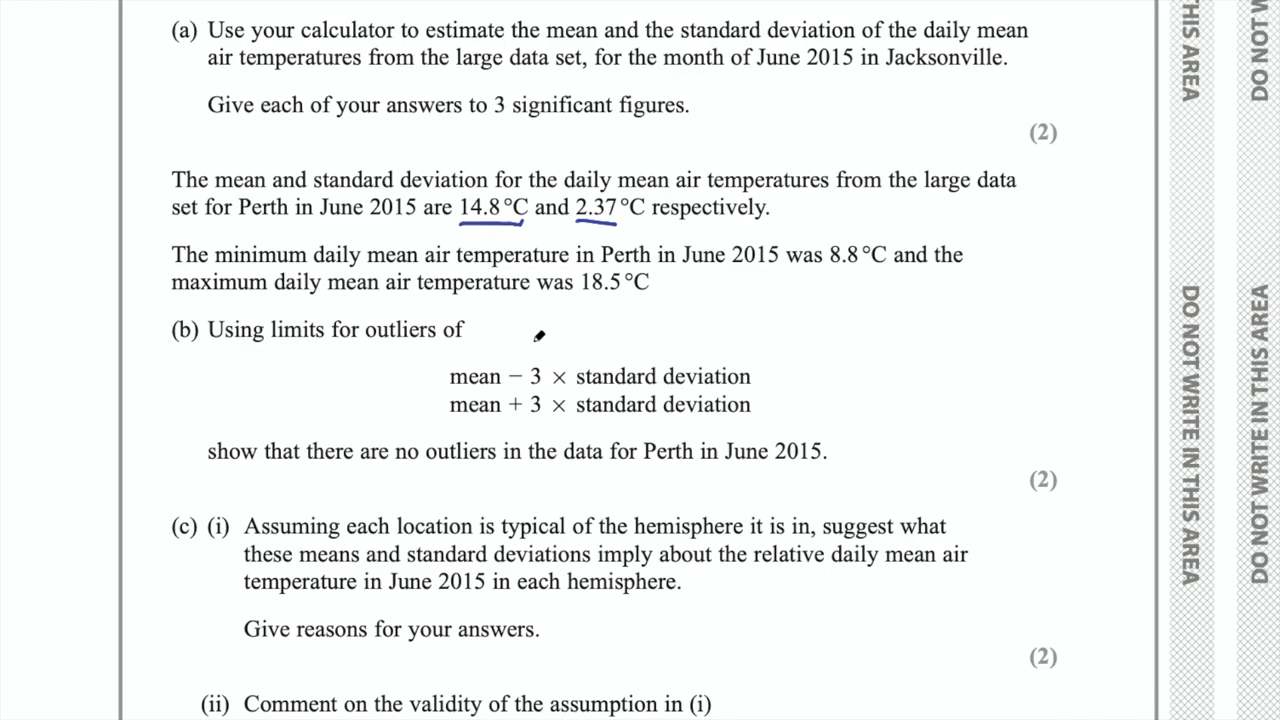 (a) Use your calculator to estimate the mean and the standard deviation of the daily mean
air temperatures from the large data set, for the month of June 2015 in Jacksonville.
Give each of your answers to 3 significant figures.
(2)
The mean and standard deviation for the daily mean air temperatures from the large data
set for Perth in June 2015 are 14.8 °C and 2.37 °C respectively.
The minimum daily mean air temperature in Perth in June 2015 was 8.8 °C and the
maximum daily mean air temperature was 18.5 °C
(b) Using limits for outliers of
mean − 3 × standard deviation
mean + 3 × standard deviation
show that there are no outliers in the data for Perth in June 2015.
(2)
(c) (i) Assuming each location is typical of the hemisphere it is in, suggest what
these means and standard deviations imply about the relative daily mean air
temperature in June 2015 in each hemisphere.
Give reasons for your answers.
(2)
(ii) Comment on the validity of the assumption in (i)
THIS AREA
DO NOT WRITE IN THIS AREA
DO NOT W
DO NOT WRITE IN THIS AREA